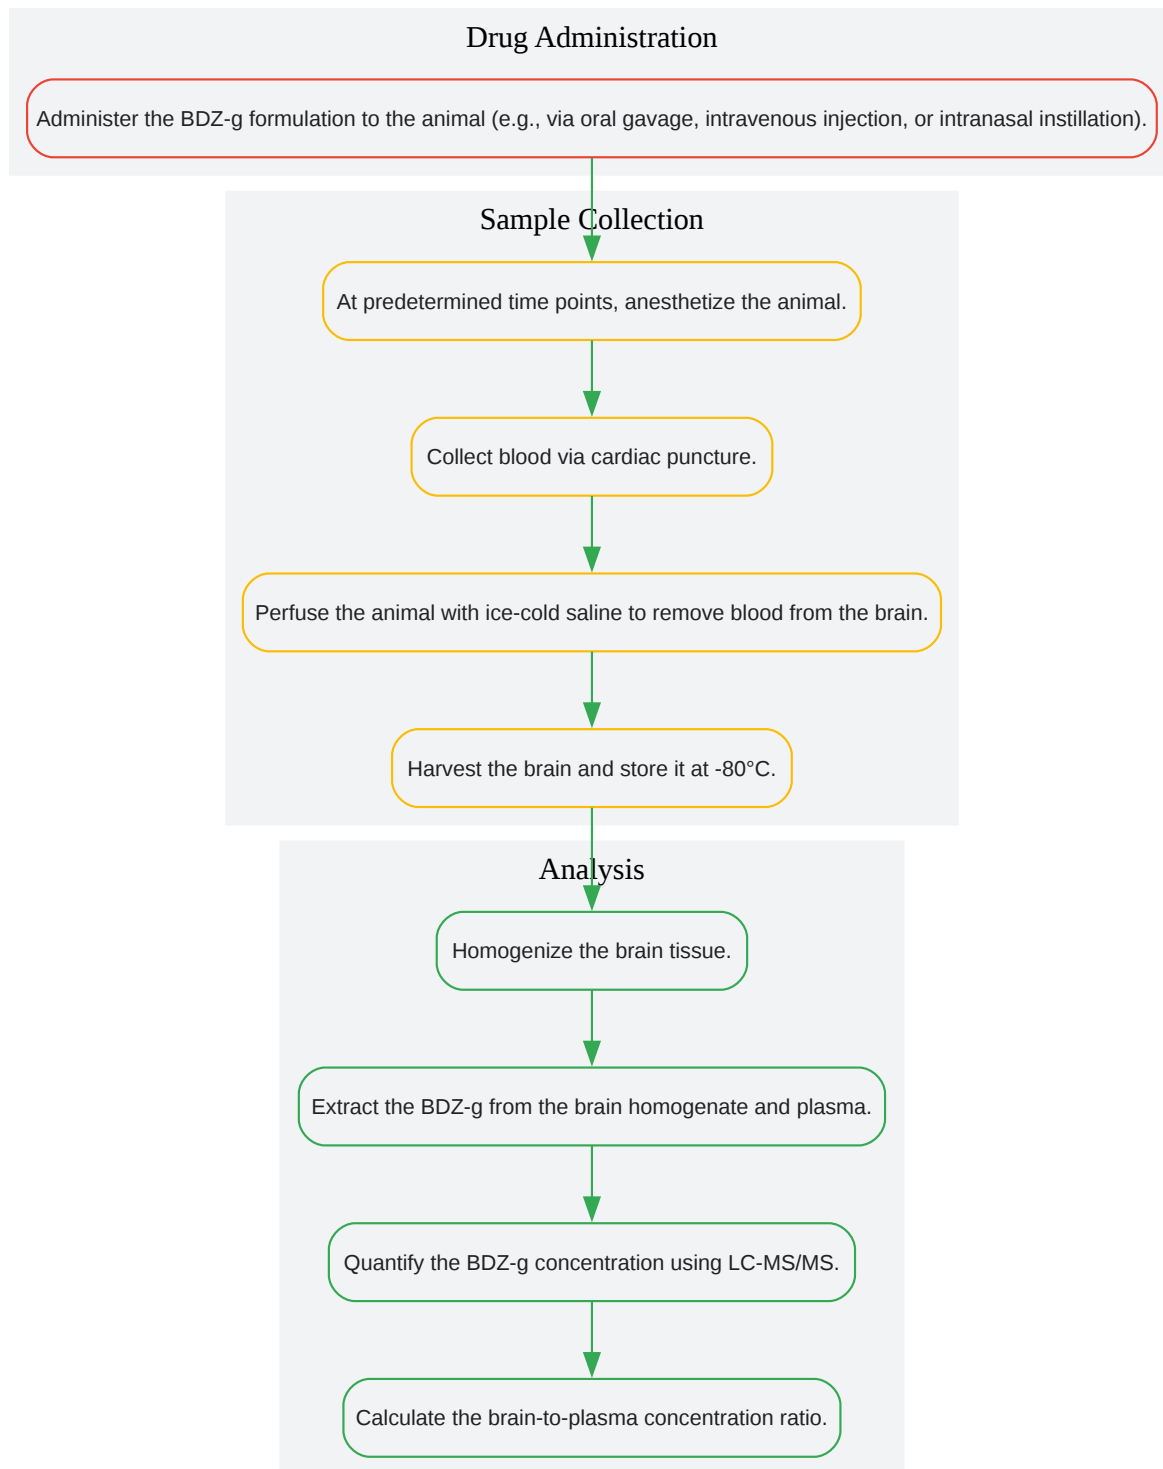 Drug Administration
Administer the BDZ-g formulation to the animal (e.g., via oral gavage, intravenous injection, or intranasal instillation).
Sample Collection
At predetermined time points, anesthetize the animal.
Collect blood via cardiac puncture.
Perfuse the animal with ice-cold saline to remove blood from the brain.
Harvest the brain and store it at -80°C.
Analysis
Homogenize the brain tissue.
Extract the BDZ-g from the brain homogenate and plasma.
Quantify the BDZ-g concentration using LC-MS/MS.
Calculate the brain-to-plasma concentration ratio.